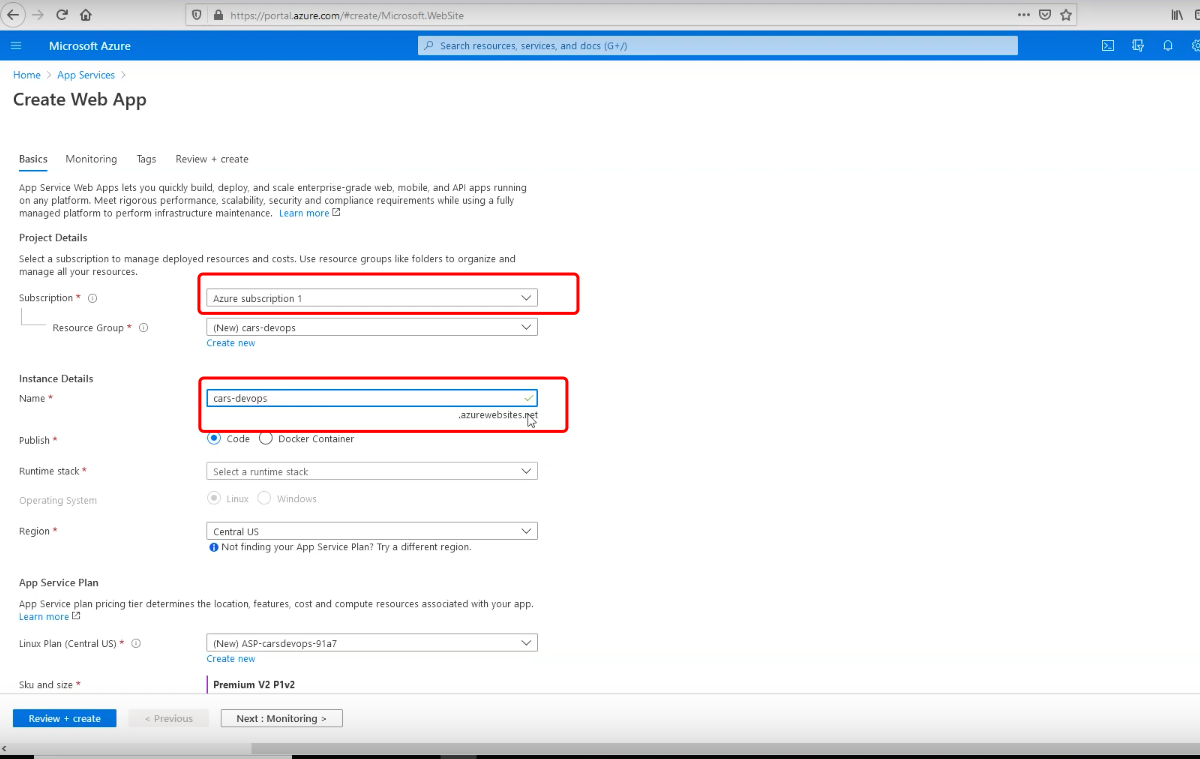 https://portal.azure.com/#create/Microsoft.WebSite
Microsoft Azure
Search resources, services, and docs (G+/)
Home > App Services >
Create Web App
Basics Monitoring Tags Review + create
App Service Web Apps lets you quickly build, deploy, and scale enterprise-grade web, mobile, and API apps running
on any platform. Meet rigorous performance, scalability, security and compliance requirements while using a fully
managed platform to perform infrastructure maintenance. Learn more
Project Details
Select a subscription to manage deployed resources and costs. Use resource groups like folders to organize and
manage all your resources.
Subscription * Azure subscription 1
Resource Group * (New) cars-devops
Create new
Instance Details
Name * cars-devops
.azurewebsites.net
Publish * Code Docker Container
Runtime stack * Select a runtime stack
Operating System Linux Windows
Region * Central US
Not finding your App Service Plan? Try a different region.
App Service Plan
App Service plan pricing tier determines the location, features, cost and compute resources associated with your app.
Learn more
Linux Plan (Central US) * (New) ASP-carsdevops-91a7
Create new
Sku and size * Premium V2 P1v2
Review + create < Previous Next : Monitoring >